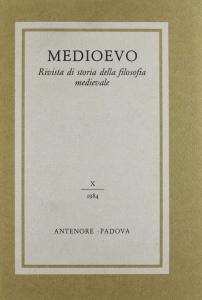 MEDIOEVO
Rivista di storia della filosofia
medievale
X
1984
ANTENORE · PADOVA